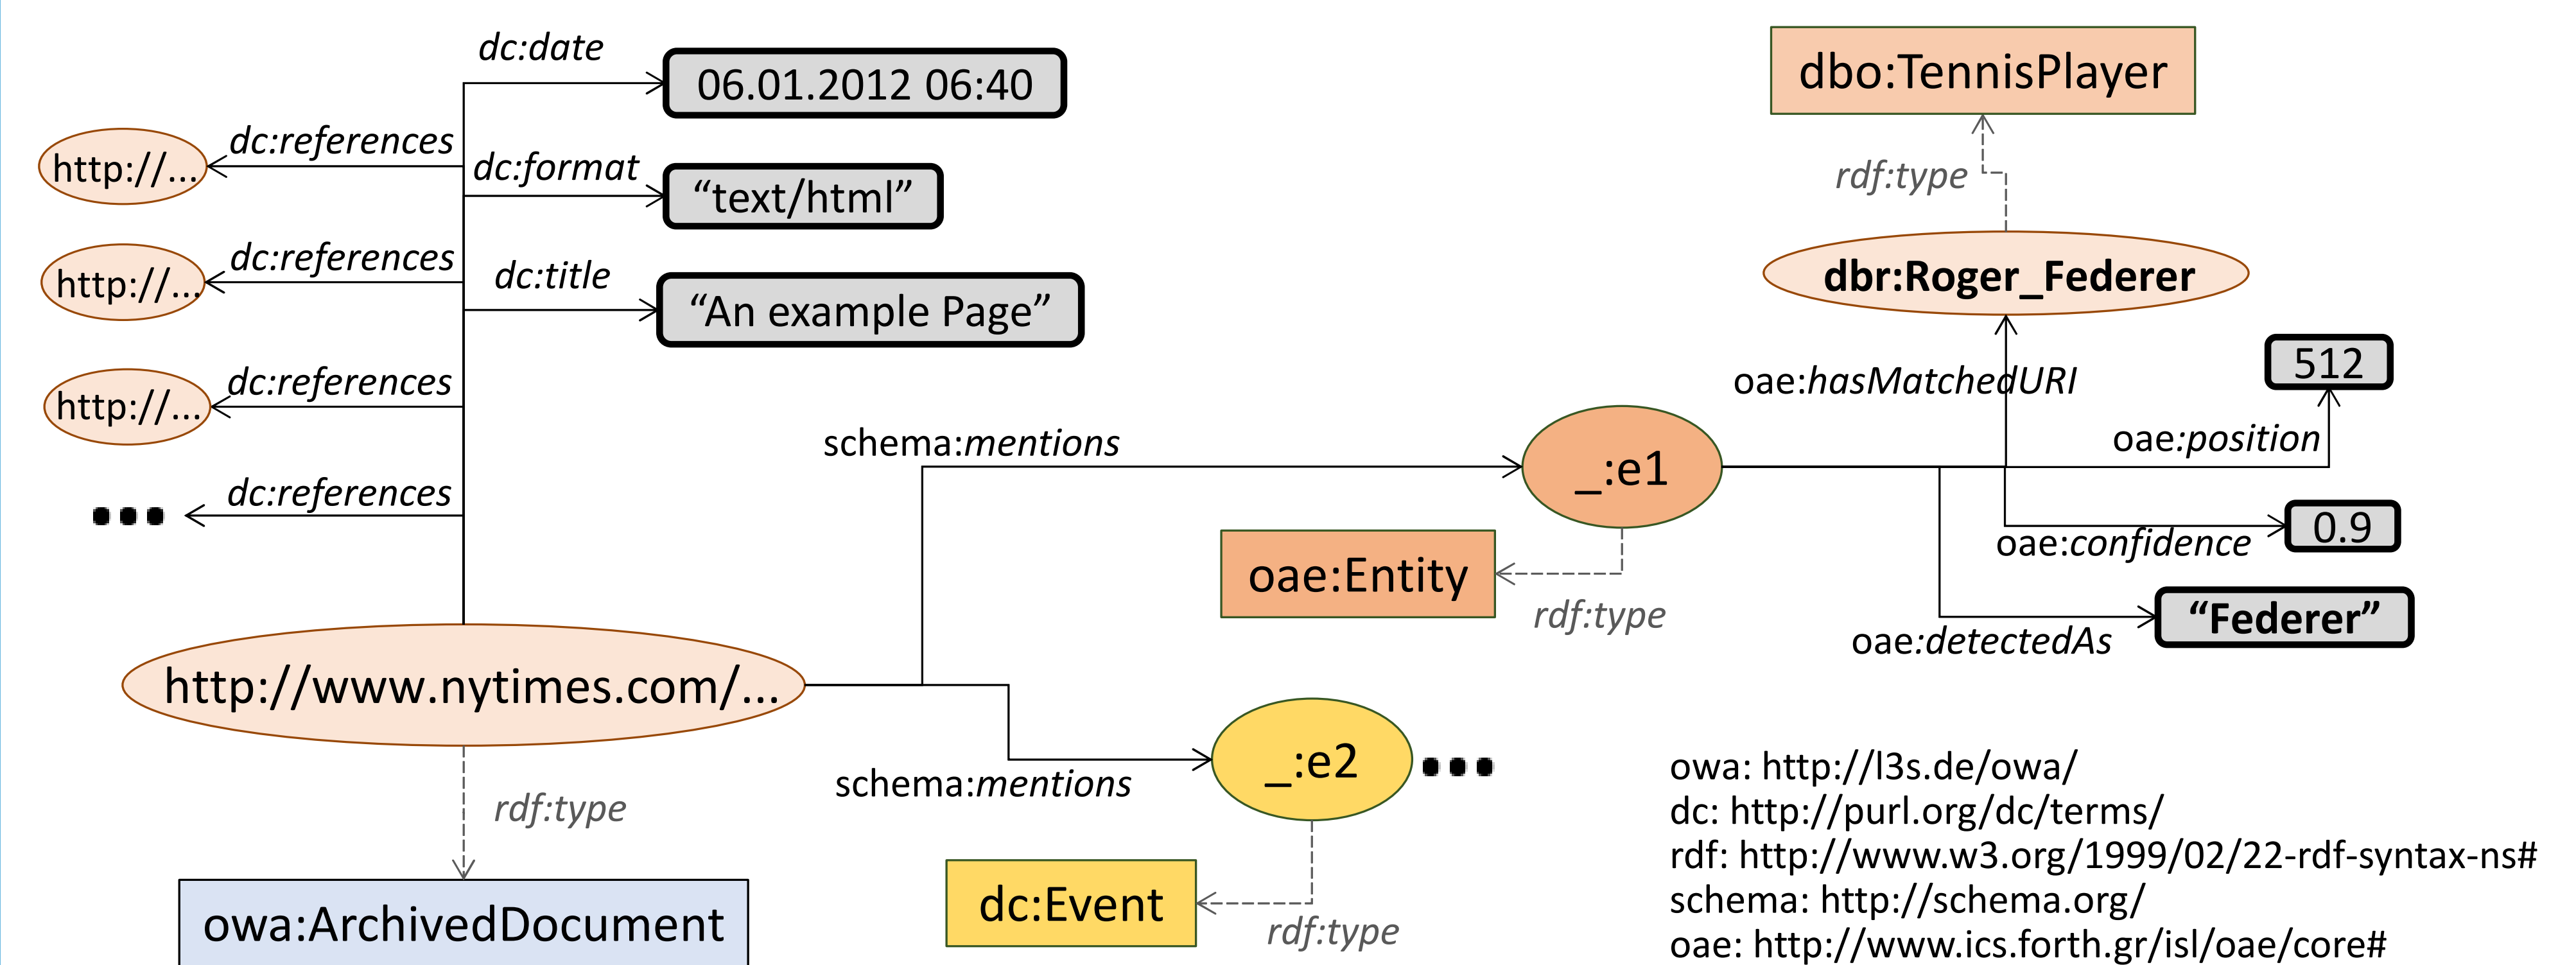 dc:date
06.01.2012 06:40
dc:references
http://...
dc:format
“text/html”
dc:references
http://...
dc:title
“An example Page”
dc:references
http://...
dc:references
...
http://www.nytimes.com/...
rdf:type
owa:ArchivedDocument
schema:mentions
_:e1
rdf:type
oae:Entity
schema:mentions
_:e2
...
rdf:type
dc:Event
dbo:TennisPlayer
rdf:type
dbr:Roger_Federer
oae:hasMatchedURI
512
oae:position
0.9
oae:confidence
“Federer”
oae:detectedAs
owa: http://l3s.de/owa/
dc: http://purl.org/dc/terms/
rdf: http://www.w3.org/1999/02/22-rdf-syntax-ns#
schema: http://schema.org/
oae: http://www.ics.forth.gr/isl/oae/core#